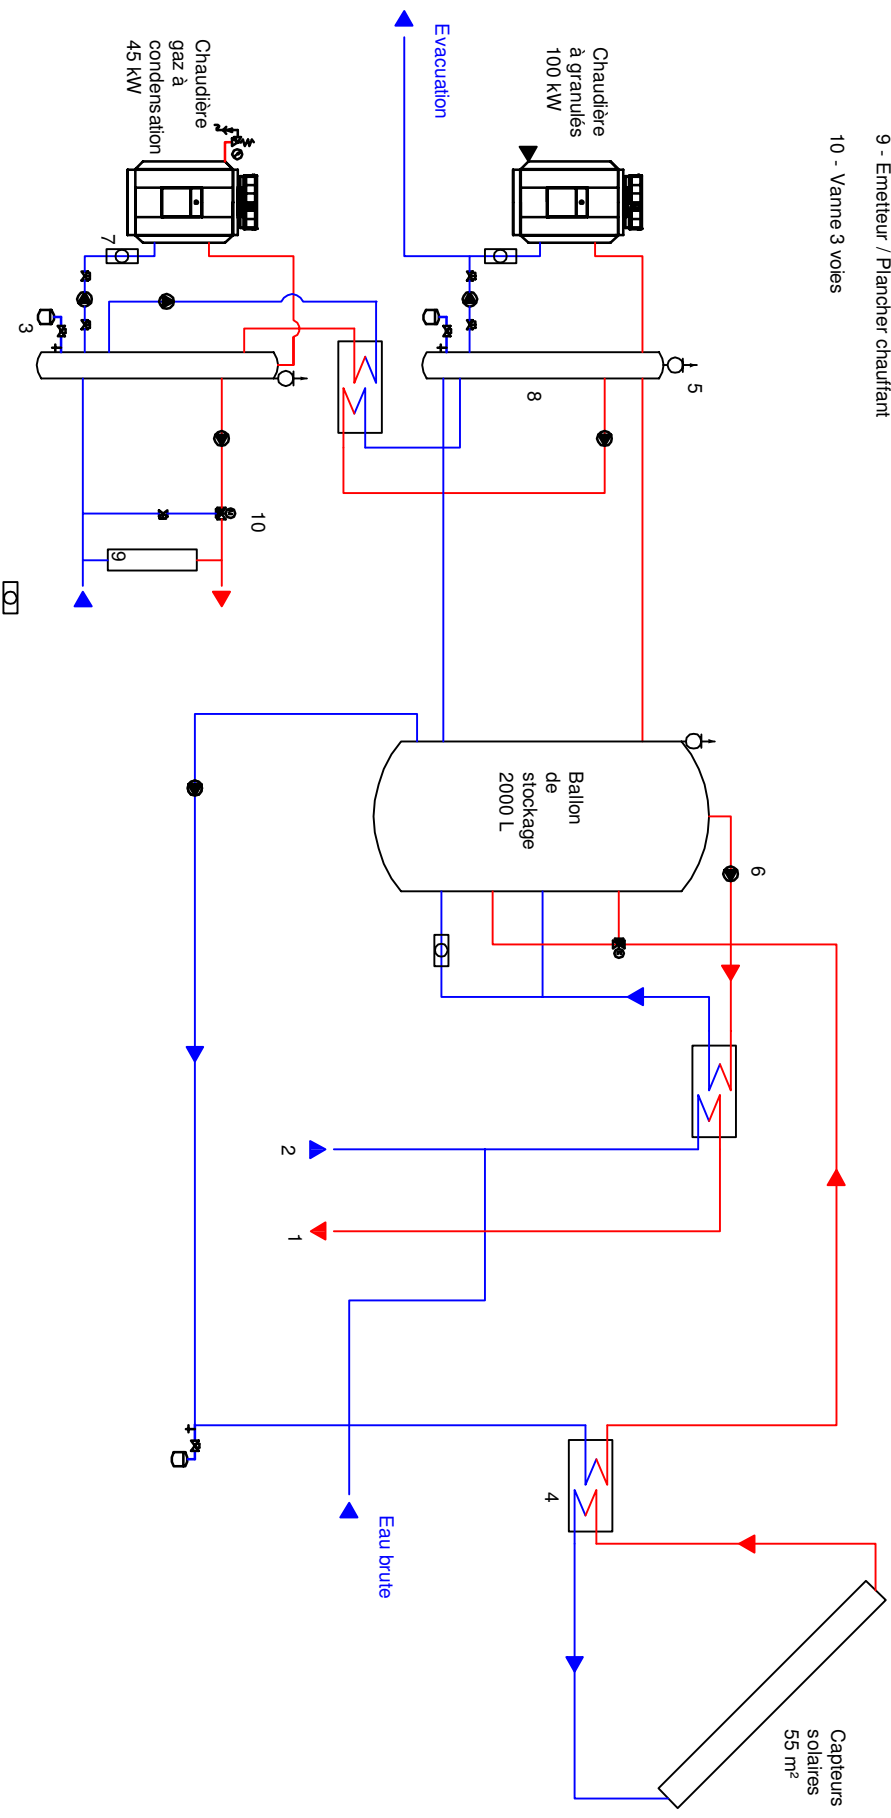 9 - Emetteur / Plancher chauffant
10 - Vanne 3 voies
Chaudière
à granulés
100 kW
Evacuation
Chaudière
gaz à
condensation
45 kW
5
8
7
3
10
9
Ballon
de
stockage
2000 L
6
2
1
4
Eau brute
Capteurs
solaires
55 m²